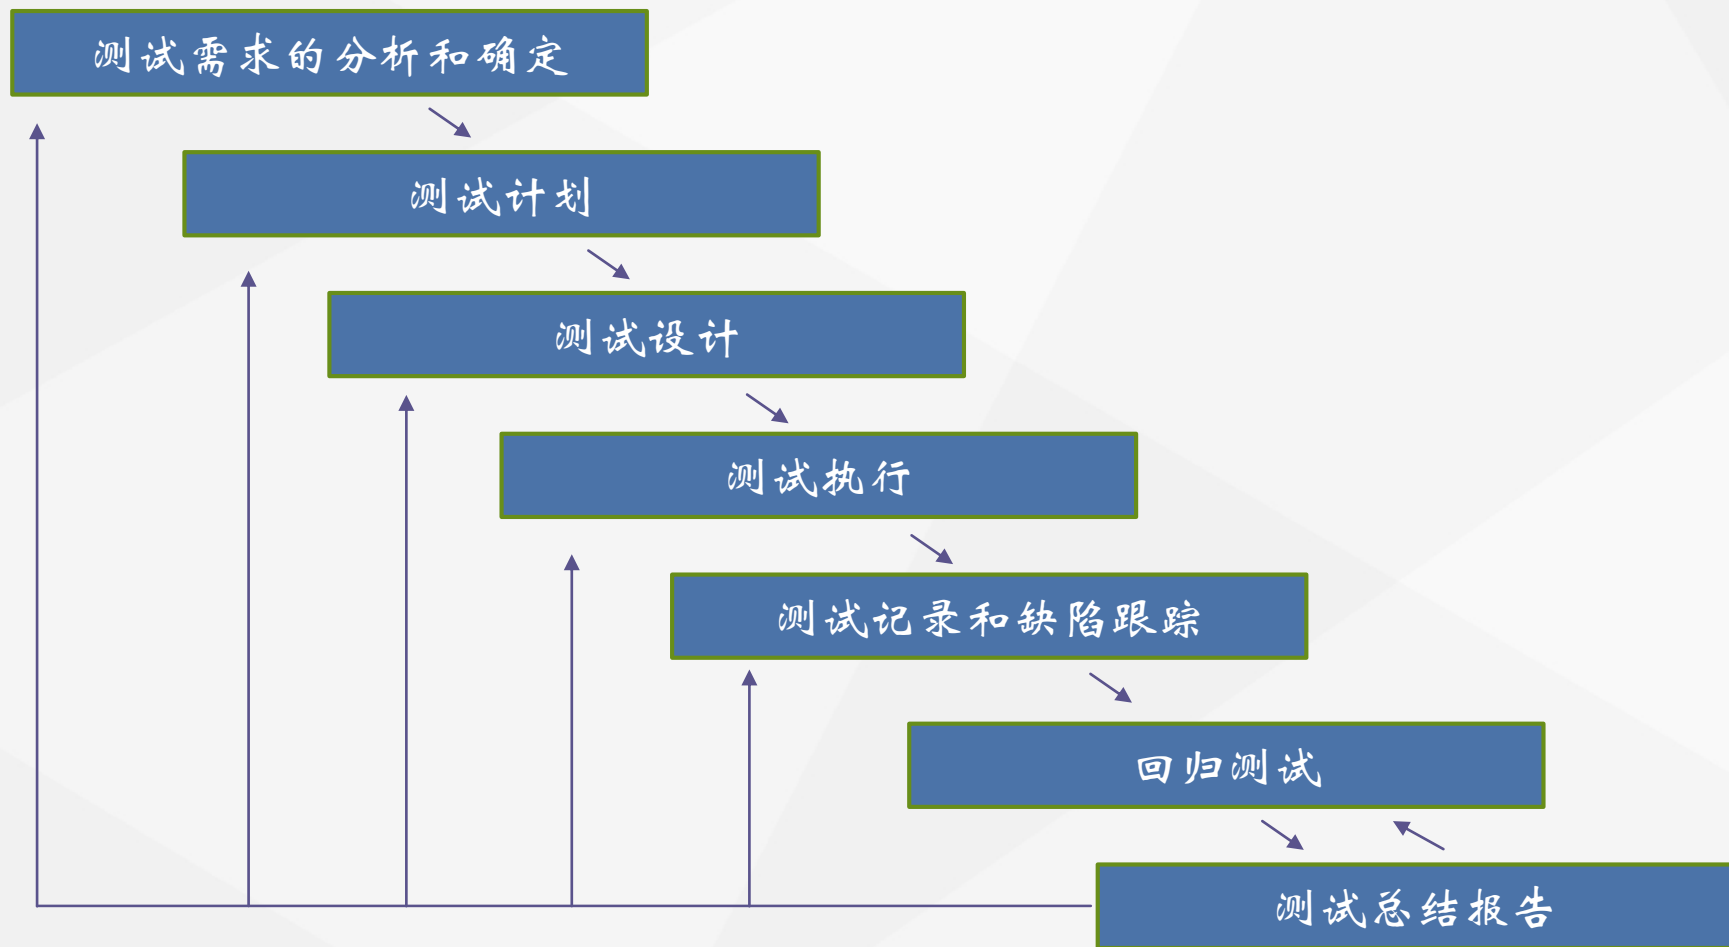 测试需求的分析和确定
测试计划
测试设计
测试执行
测试记录和缺陷跟踪
回归测试
测试总结报告